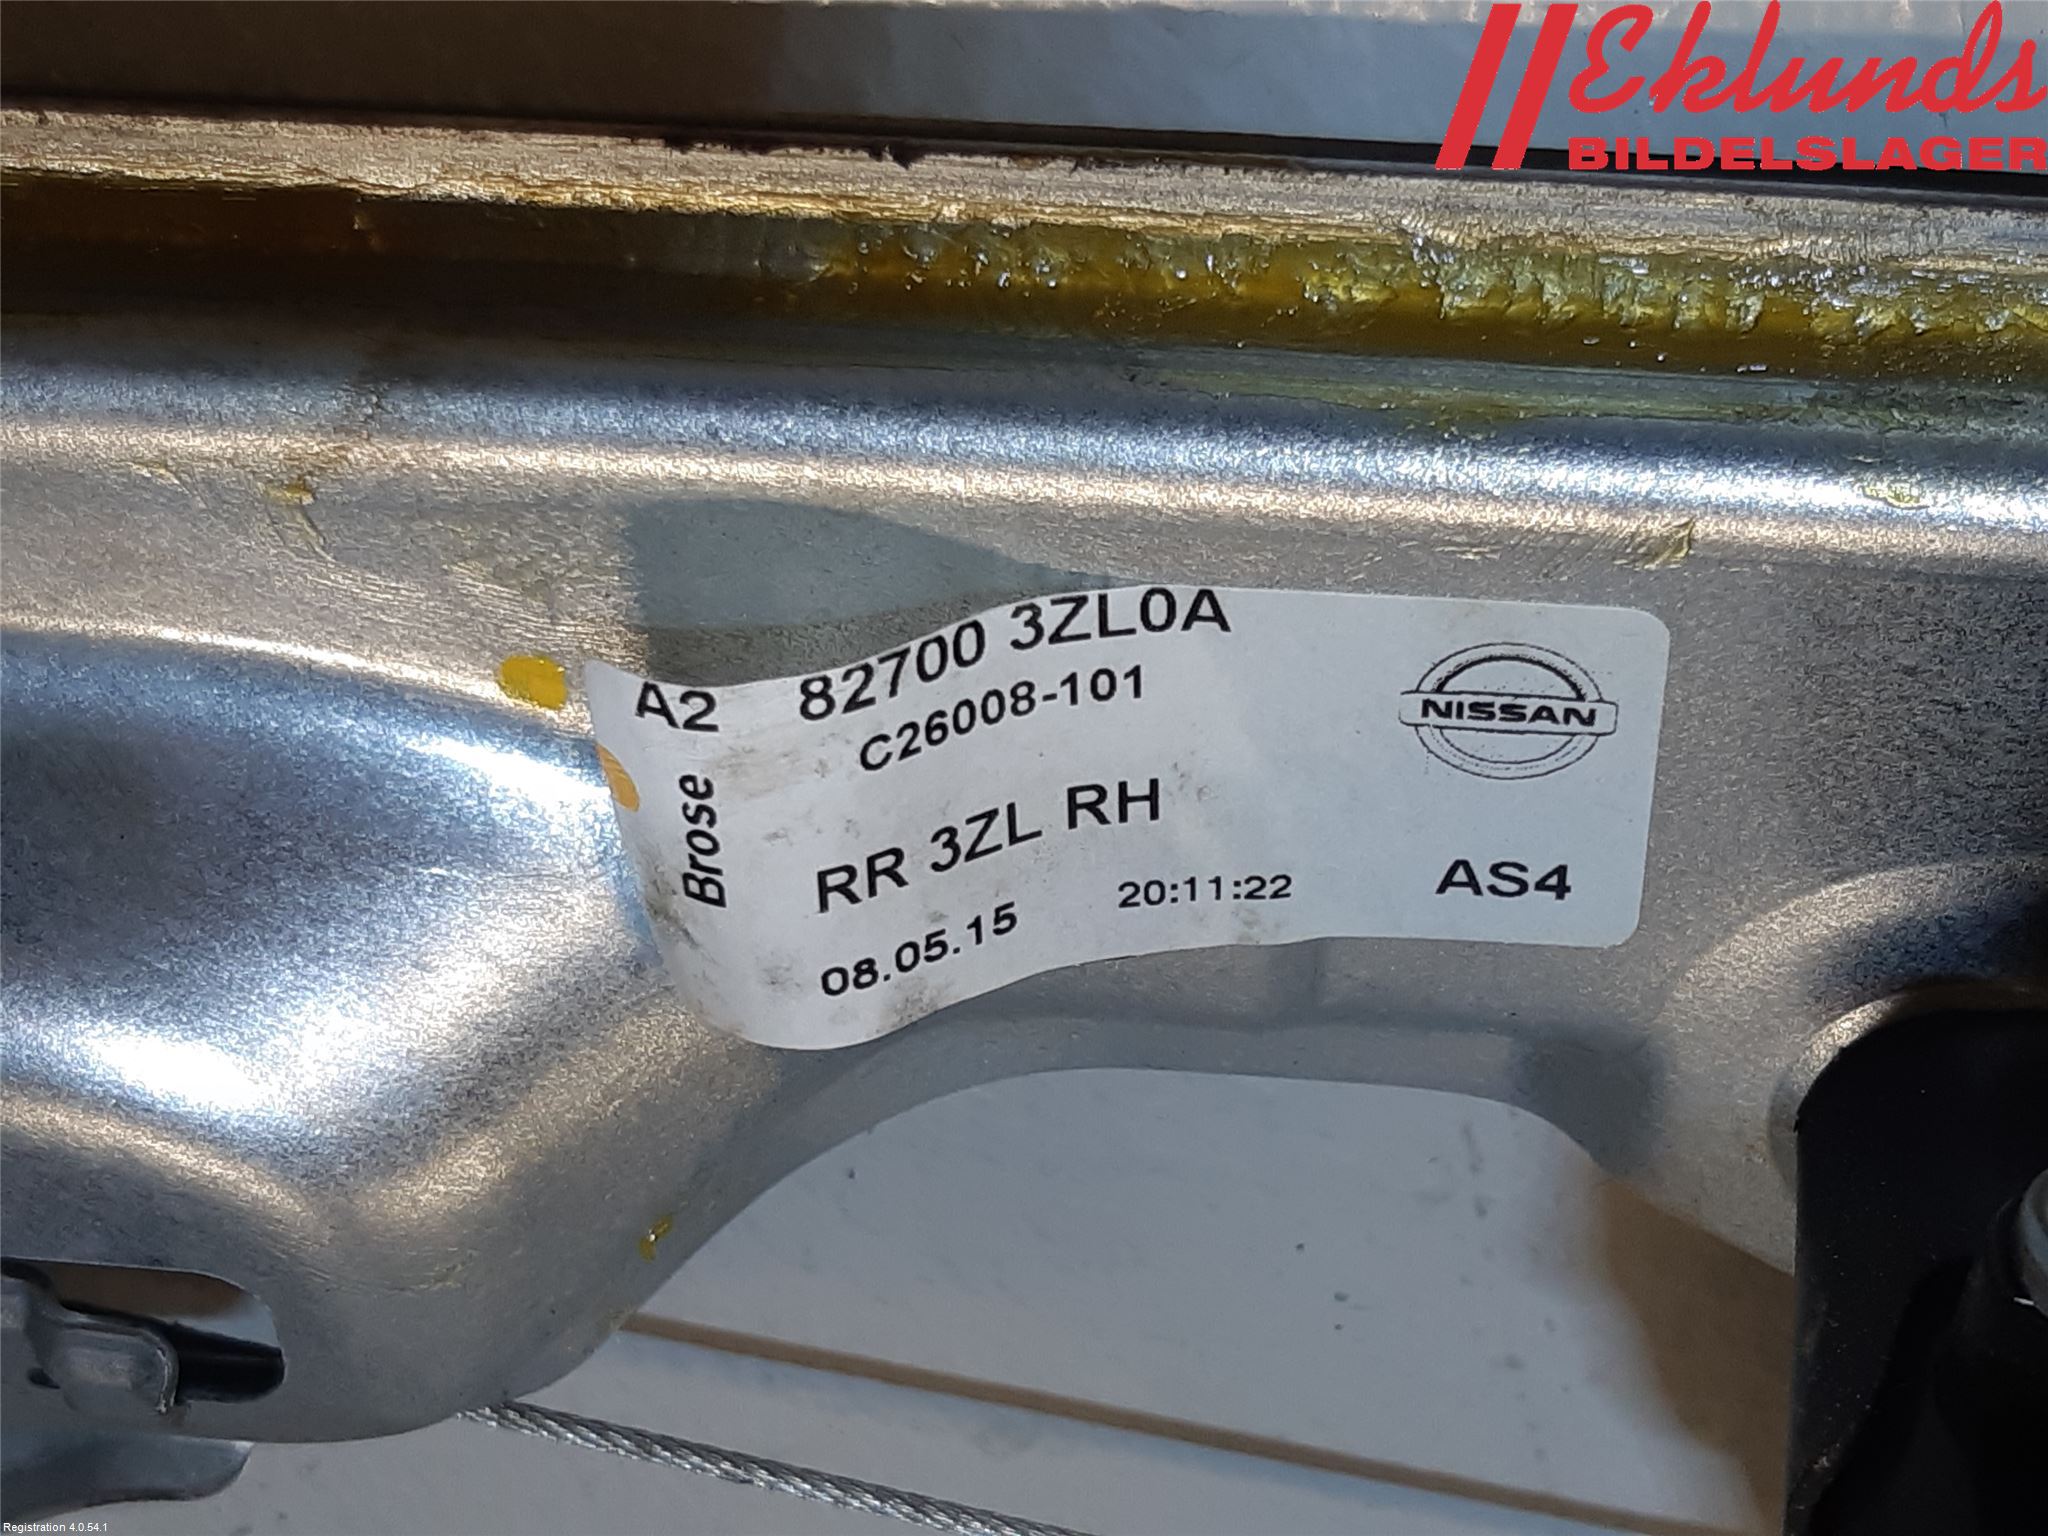 Eklunds
BILDELSLAGER
A2 82700 3ZL0A
C26008-101
NISSAN
Brose
RR 3ZL RH
08.05.15 20:11:22 AS4
Registration 4.0.54.1